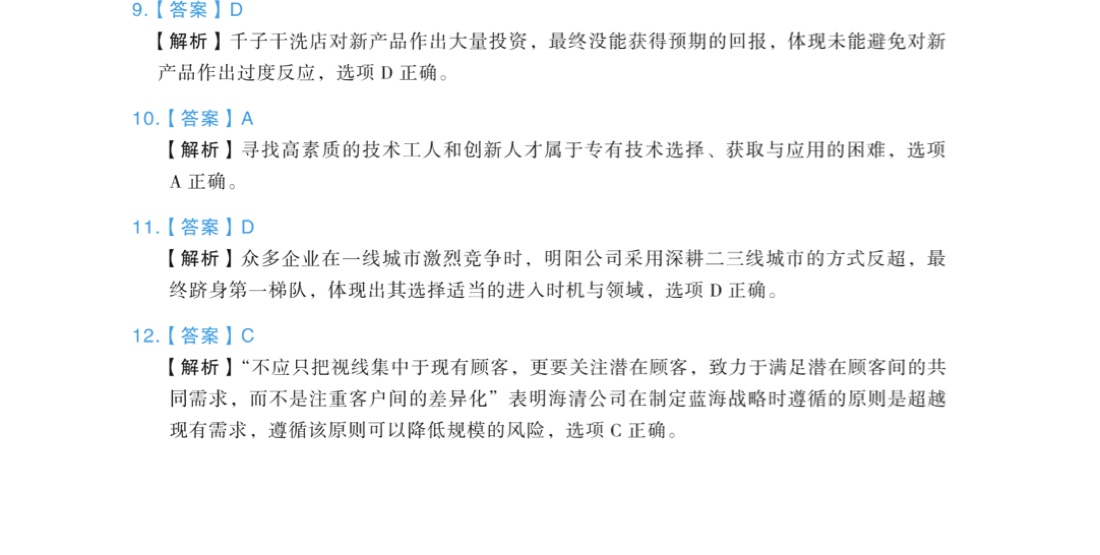 9.【答案】D
【解析】千子干洗店对新产品作出大量投资，最终没能获得预期的回报，体现未能避免对新
产品作出过度反应，选项 D 正确。
10.【答案】A
【解析】寻找高素质的技术工人和创新人才属于专有技术选择、获取与应用的困难，选项
A 正确。
11.【答案】D
【解析】众多企业在一线城市激烈竞争时，明阳公司采用深耕二三线城市的方式反超，最
终跻身第一梯队，体现出其选择适当的进入时机与领域，选项 D 正确。
12.【答案】C
【解析】“不应只把视线集中于现有顾客，更要关注潜在顾客，致力于满足潜在顾客间的共
同需求，而不是注重客户间的差异化”表明海清公司在制定蓝海战略时遵循的原则是超越
现有需求，遵循该原则可以降低规模的风险，选项 C 正确。